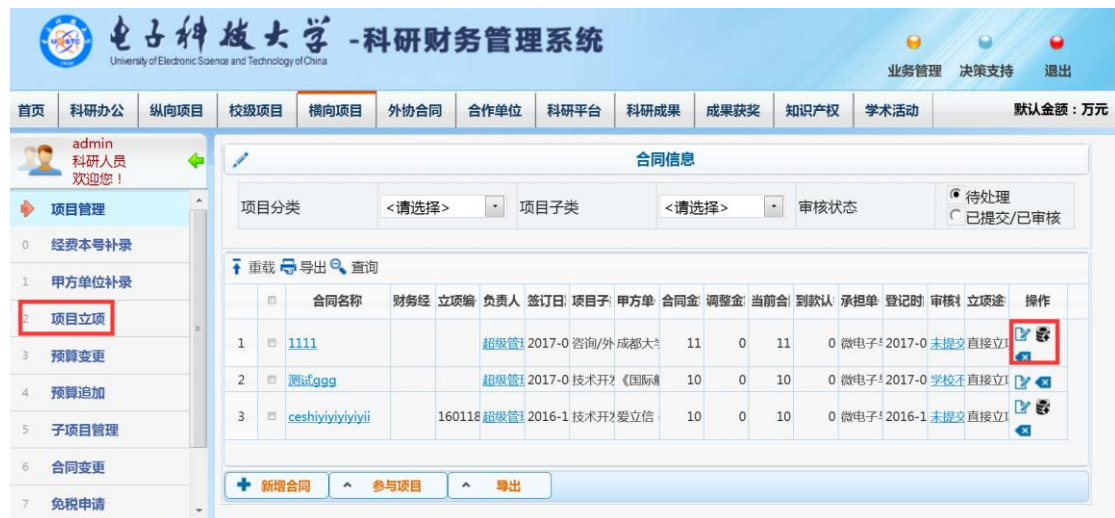 电子科技大学 -科研财务管理系统
University of Electronic Science and Technology of China
业务管理 决策支持 退出
首页 科研办公 纵向项目 校级项目 横向项目 外协合同 合作单位 科研平台 科研成果 成果获奖 知识产权 学术活动 默认金额：万元
admin
科研人员
欢迎您！
项目管理
0 经费本号补录
1 甲方单位补录
2 项目立项
3 预算变更
4 预算追加
5 子项目管理
6 合同变更
7 免税申请
合同信息
项目分类 <请选择> 项目子类 <请选择> 审核状态 待处理
已提交/已审核
重载 导出 查询
合同名称 财务经 立项编 负责人 签订日 项目子 甲方单 合同金 调整金 当前合 到款认 承担单 登记时 审核 立项途 操作
1 1111 超级管 2017-0 咨询/外 成都大 11 0 11 0 微电子 2017-0 未提交 直接立
2 测试ggg 超级管 2017-0 技术开 《国际 10 0 10 0 微电子 2017-0 学校不 直接立
3 ceshiyiyiyiyiyii 160118 超级管 2016-1 技术开 爱立信 10 0 10 0 微电子 2016-1 未提交 直接立
新增合同 参与项目 导出